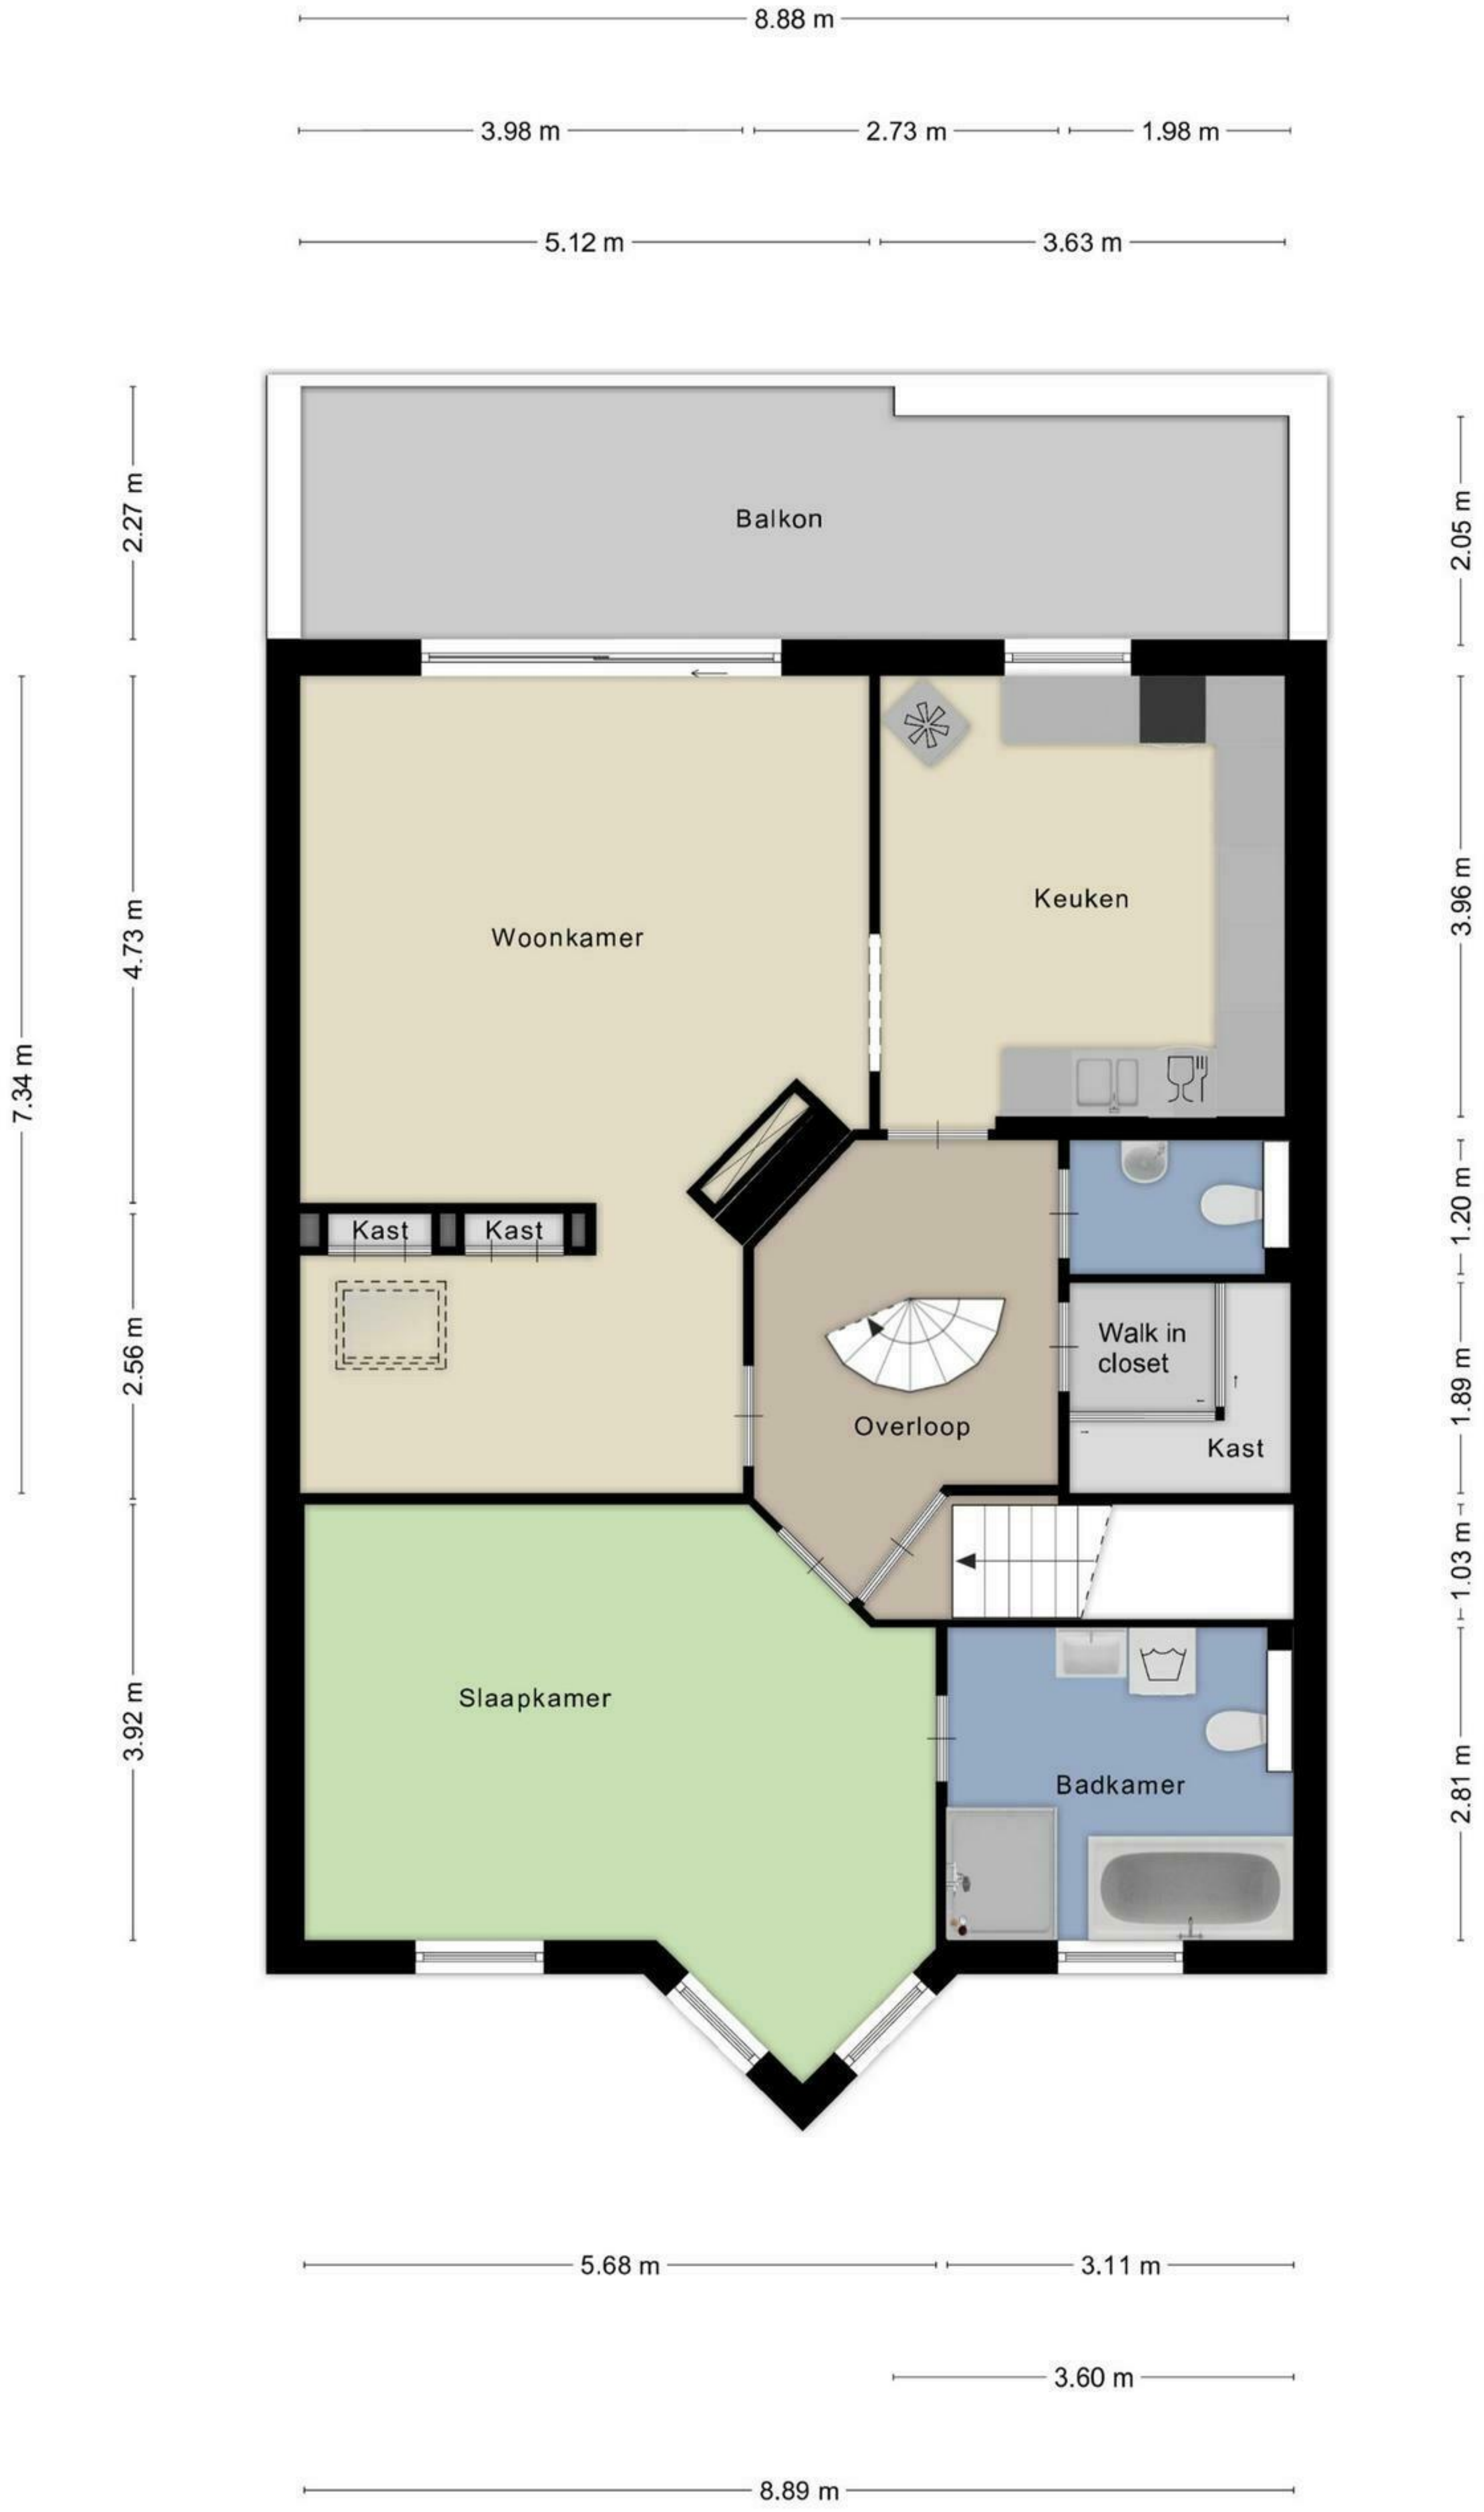 8.88 m
3.98 m
2.73 m
1.98 m
5.12 m
3.63 m
2.27 m
Balkon
2.05 m
4.73 m
Woonkamer
Keuken
3.96 m
7.34 m
Kast
Kast
1.20 m
2.56 m
Walk in
closet
1.89 m
Overloop
Kast
1.03 m
3.92 m
Slaapkamer
Badkamer
2.81 m
5.68 m
3.11 m
3.60 m
8.89 m